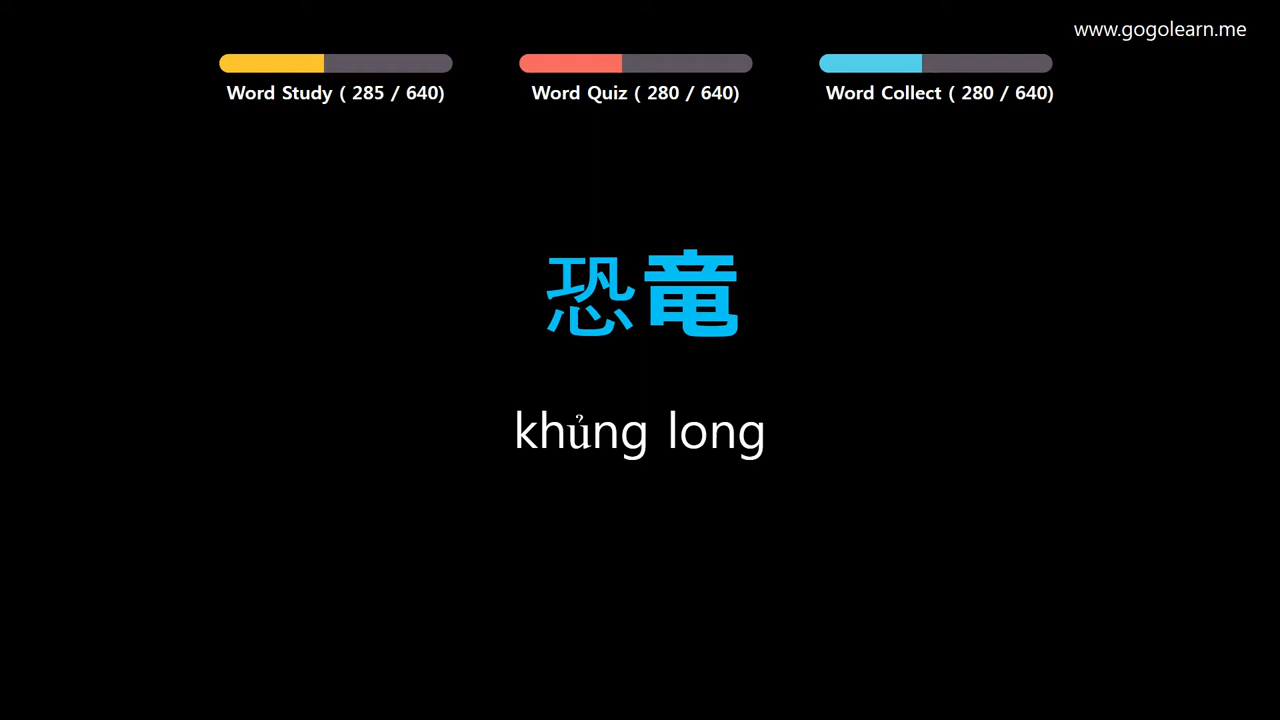 www.gogolearn.me
Word Study ( 285 / 640)
Word Quiz ( 280 / 640)
Word Collect ( 280 / 640)
恐竜
khủng long